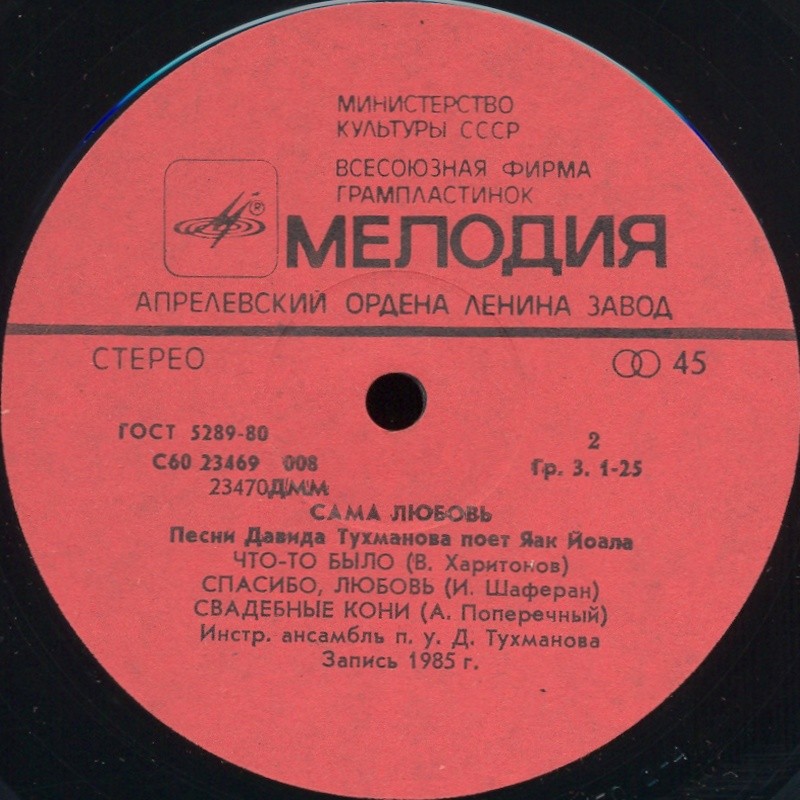 МИНИСТЕРСТВО
КУЛЬТУРЫ СССР
ВСЕСОЮЗНАЯ ФИРМА
ГРАМПЛАСТИНОК
®
МЕЛОДИЯ
АПРЕЛЕВСКИЙ ОРДЕНА ЛЕНИНА ЗАВОД
СТЕРЕО 45
ГОСТ 5289-80 2
С60 23469 008 Гр. 3. 1-25
23470ДММ
САМА ЛЮБОВЬ
Песни Давида Тухманова поет Яак Йоала
ЧТО-ТО БЫЛО (В. Харитонов)
СПАСИБО, ЛЮБОВЬ (И. Шаферан)
СВАДЕБНЫЕ КОНИ (А. Поперечный)
Инстр. ансамбль п. у. Д. Тухманова
Запись 1985 г.